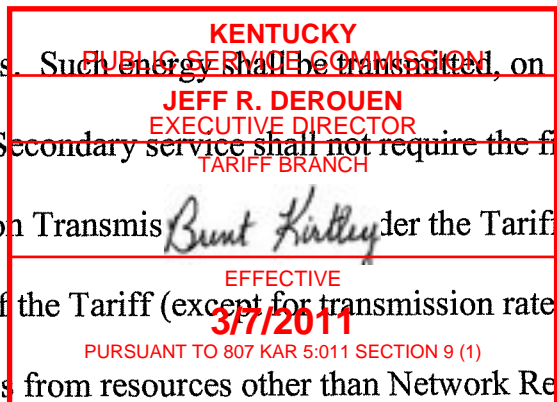 KENTUCKY
s. Such energy shall be transmitted, on
PUBLIC SERVICE COMMISSION
JEFF R. DEROUEN
EXECUTIVE DIRECTOR
Secondary service shall not require the fi
TARIFF BRANCH
n Transmis Brent Kirtley der the Tarif
EFFECTIVE
f the Tariff (except for transmission rate
3/7/2011
PURSUANT TO 807 KAR 5:011 SECTION 9 (1)
s from resources other than Network Re